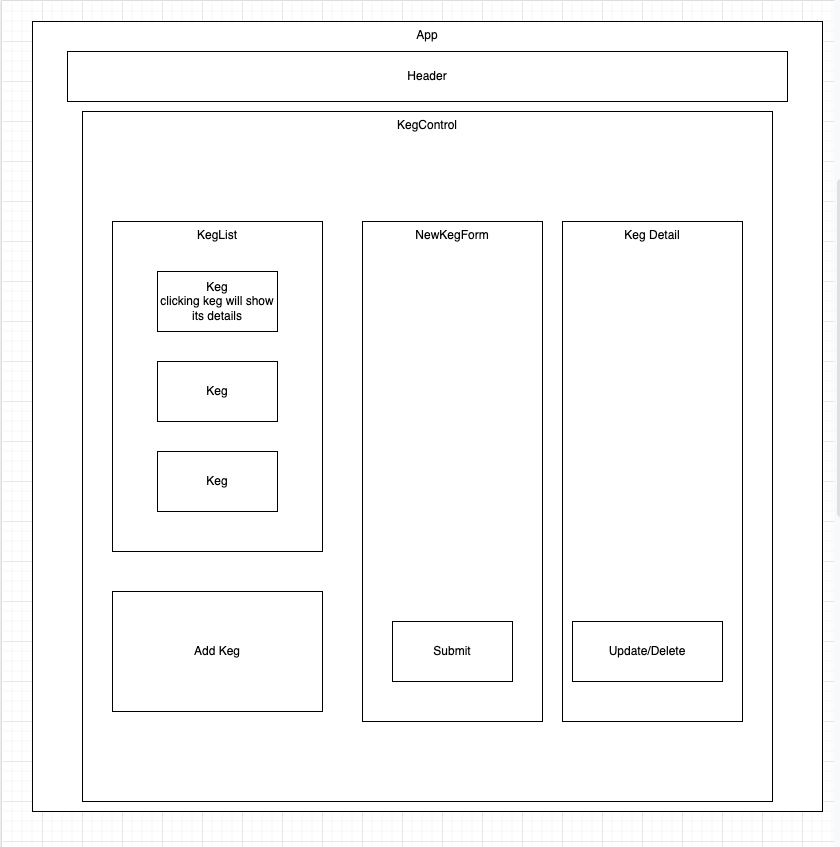 App
Header
KegControl
KegList
NewKegForm
Keg Detail
Keg
clicking keg will show
its details
Keg
Keg
Add Keg
Submit
Update/Delete